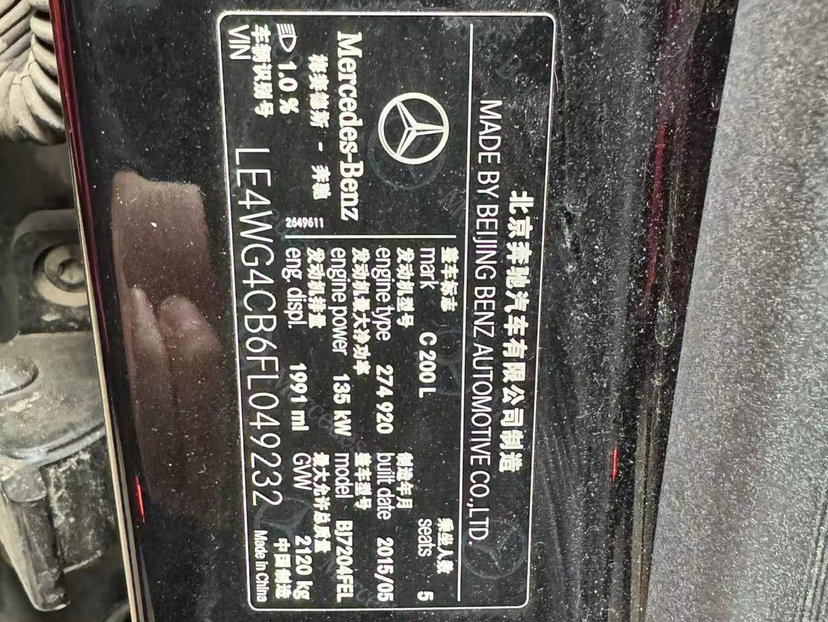 北京奔驰汽车有限公司制造
MADE BY BEIJING BENZ AUTOMOTIVE CO.,LTD.
Mercedes-Benz
梅赛德斯 - 奔驰
1.0 %
2649611
整车标志
mark C 200 L
乘坐人数
seats 5
发动机型号
engine type 274 920
制造年月
built date 2015/05
发动机最大净功率
engine power 135 kW
整车型号
model BJ7204FEL
发动机排量
eng. displ. 1991 ml
最大允许总质量
GVW 2120 kg
车辆识别号
VIN LE4WG4CB6FL049232
中国制造
Made in China